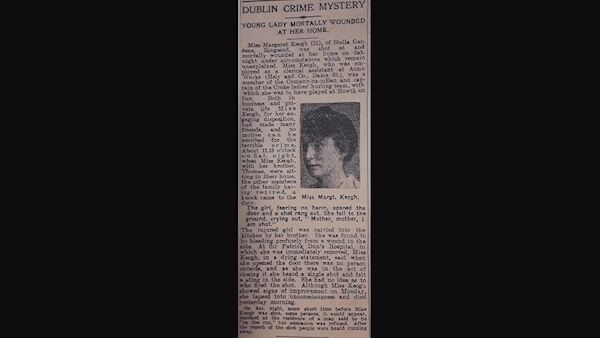 DUBLIN CRIME MYSTERY
YOUNG LADY MORTALLY WOUNDED
AT HER HOME.
Miss Margaret Keogh (21), of Stella Gar-
dens, Ringsend, was shot at and
mortally wounded at her home on Sat.
night under circumstances which remain
unexplained. Miss Keogh, who was em-
ployed as a clerical assistant at Acme
Works (Hely and Co., Dame St.), was a
member of the Cumann-na-mBan and cap-
tain of the Croke ladies' hurling team, with
which she was to have played at Howth on
Sun. Both in
business and pri-
vate life Miss
Keogh, for her en-
gaging disposition,
had made many
friends, and no
motive can be
ascribed for the
terrible crime.
About 11.15 o'clock
on Sat. night,
when Miss Keogh,
with her brother,
Thomas, were sit-
ting in their home,
the other members
of the family hav-
ing retired, a
knock came to the
door.
Miss Margt. Keogh.
The girl, fearing no harm, opened the
door and a shot rang out. She fell to the
ground, crying out, "Mother, mother, I
am shot."
The injured girl was carried into the
kitchen by her brother. She was found to
be bleeding profusely from a wound in the
side. At Sir Patrick Dun's Hospital, to
which she was immediately removed, Miss
Keogh, in a dying statement, said when
she opened the door there was no person
outside, and as she was in the act of
closing it she heard a single shot and felt
a sting in the side. She had no idea as to
who fired the shot. Although Miss Keogh
showed signs of improvement on Monday,
she lapsed into unconsciousness and died
yesterday morning.
On Sat. night, some short time before Miss
Keogh was shot, some persons, it would appear,
knocked at the residence of a man said to be
"on the run," but admission was refused. After
the report of the shot people were heard running
away.